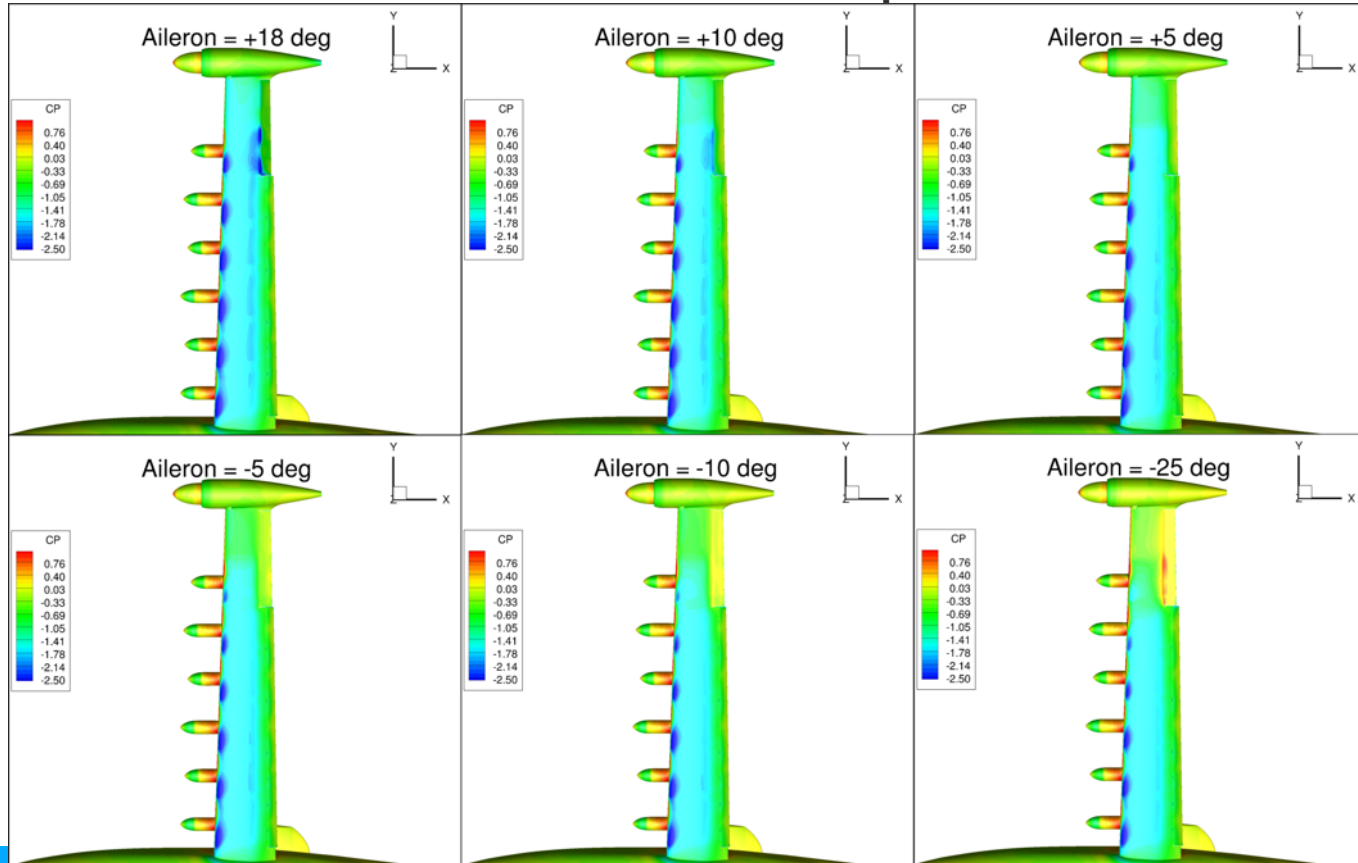 Aileron = +18 deg
Y
X
Z
CP
0.76
0.40
0.03
-0.33
-0.69
-1.05
-1.41
-1.78
-2.14
-2.50
Aileron = +10 deg
Y
X
Z
CP
0.76
0.40
0.03
-0.33
-0.69
-1.05
-1.41
-1.78
-2.14
-2.50
Aileron = +5 deg
Y
X
Z
CP
0.76
0.40
0.03
-0.33
-0.69
-1.05
-1.41
-1.78
-2.14
-2.50
Aileron = -5 deg
Y
X
Z
CP
0.76
0.40
0.03
-0.33
-0.69
-1.05
-1.41
-1.78
-2.14
-2.50
Aileron = -10 deg
Y
X
Z
CP
0.76
0.40
0.03
-0.33
-0.69
-1.05
-1.41
-1.78
-2.14
-2.50
Aileron = -25 deg
Y
X
Z
CP
0.76
0.40
0.03
-0.33
-0.69
-1.05
-1.41
-1.78
-2.14
-2.50